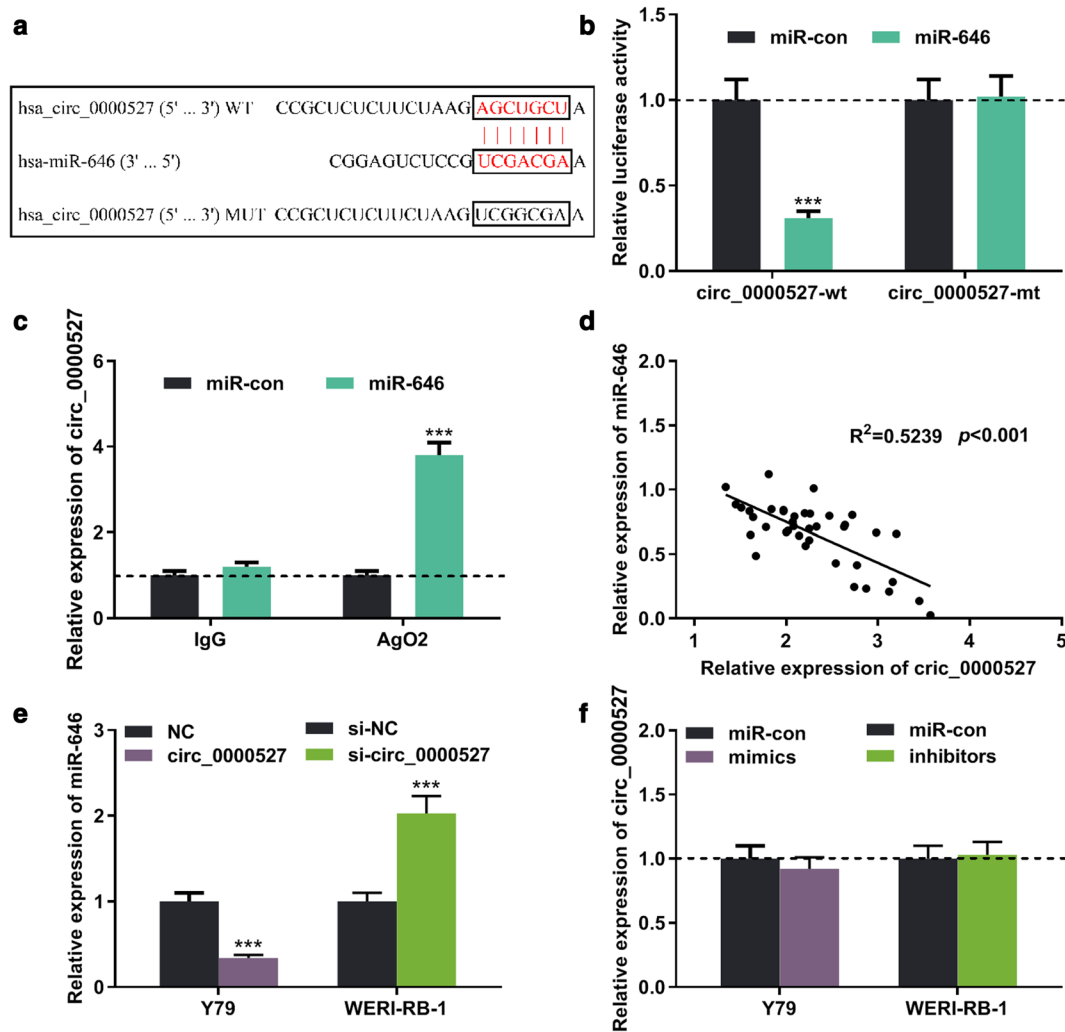 a
hsa_circ_0000527 (5' ... 3') WT CCGCUCUCUUCUAAGAGCUGCUA
hsa-miR-646 (3' ... 5') CGGAGUCUCCGUCGACGAA
hsa_circ_0000527 (5' ... 3') MUT CCGCUCUCUUCUAAGUCGGCGAA
b
Relative luciferase activity
miR-con miR-646
1.5
1.0
0.5
0.0
***
circ_0000527-wt circ_0000527-mt
c
Relative expression of circ_0000527
miR-con miR-646
6
4
2
0
***
IgG AgO2
d
Relative expression of miR-646
2.0
1.5
1.0
0.5
0.0
R²=0.5239 p<0.001
1 2 3 4 5
Relative expression of cric_0000527
e
Relative expression of miR-646
NC si-NC
circ_0000527 si-circ_0000527
3
2
1
0
***
***
Y79 WERI-RB-1
f
Relative expression of circ_0000527
miR-con miR-con
mimics inhibitors
2.0
1.5
1.0
0.5
0.0
Y79 WERI-RB-1